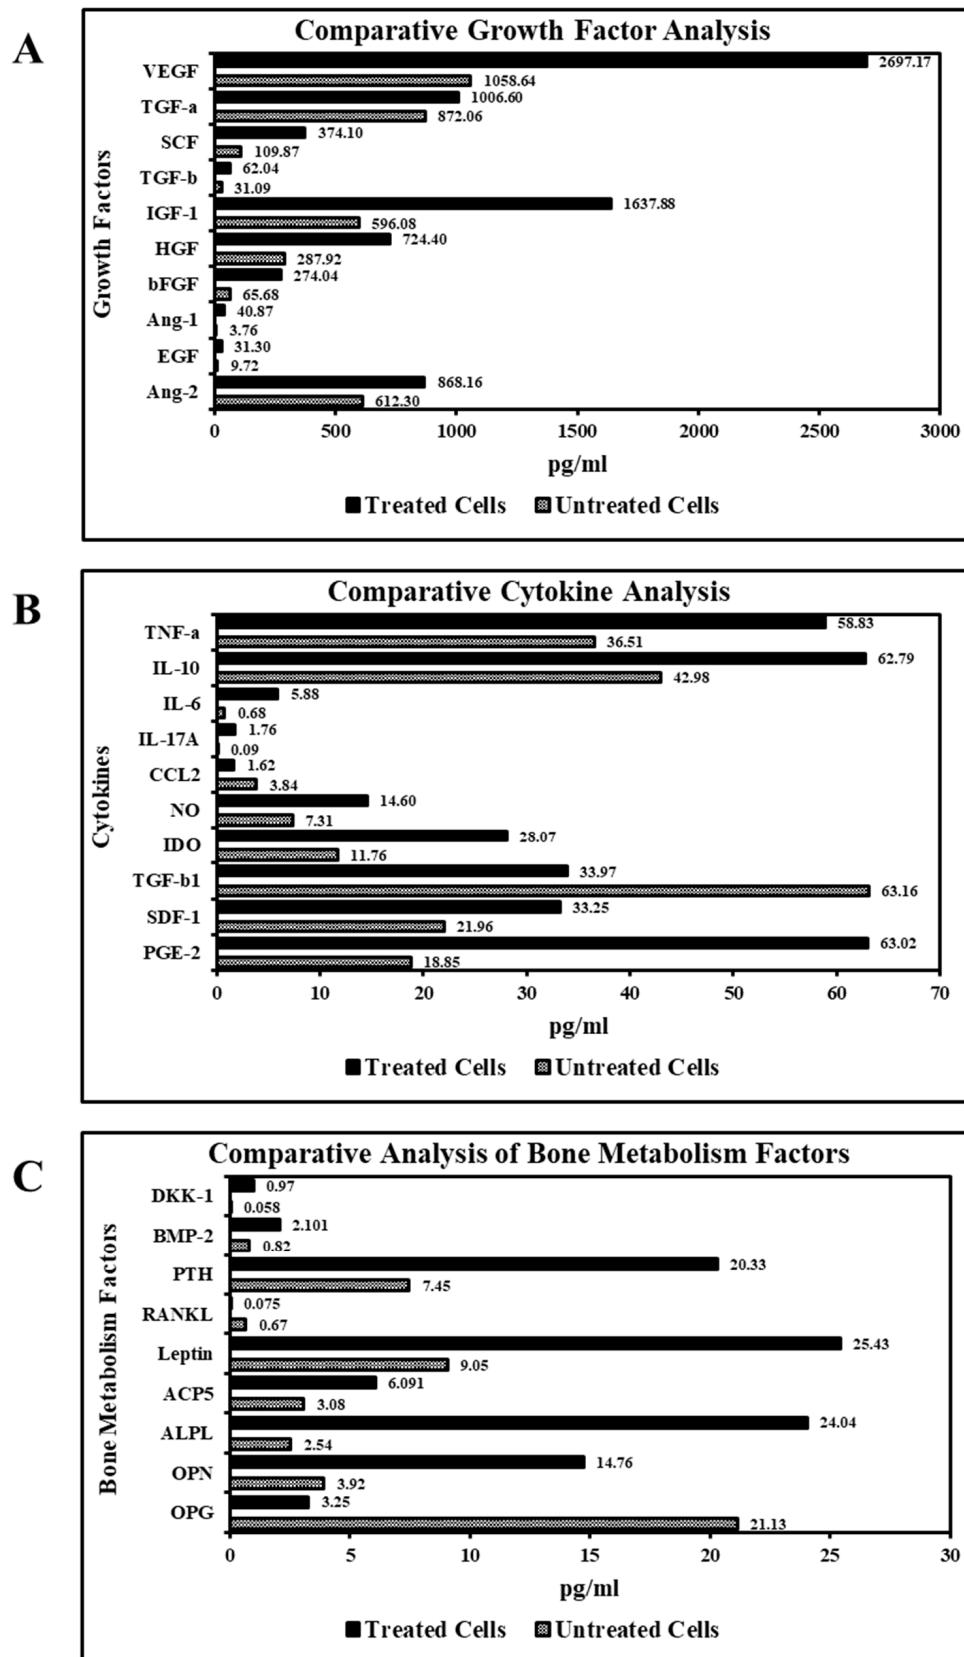 A
Comparative Growth Factor Analysis
Growth Factors
VEGF
2697.17
1058.64
TGF-a
1006.60
872.06
SCF
374.10
109.87
TGF-b
62.04
31.09
IGF-1
1637.88
596.08
HGF
724.40
287.92
bFGF
274.04
65.68
Ang-1
40.87
3.76
EGF
31.30
9.72
Ang-2
868.16
612.30
0 500 1000 1500 2000 2500 3000
pg/ml
Treated Cells Untreated Cells
B
Comparative Cytokine Analysis
Cytokines
TNF-a
58.83
36.51
IL-10
62.79
42.98
IL-6
5.88
0.68
IL-17A
1.76
0.09
CCL2
1.62
3.84
NO
14.60
7.31
IDO
28.07
11.76
TGF-b1
33.97
63.16
SDF-1
33.25
21.96
PGE-2
63.02
18.85
0 10 20 30 40 50 60 70
pg/ml
Treated Cells Untreated Cells
C
Comparative Analysis of Bone Metabolism Factors
Bone Metabolism Factors
DKK-1
0.97
0.058
BMP-2
2.101
0.82
PTH
20.33
7.45
RANKL
0.075
0.67
Leptin
25.43
9.05
ACP5
6.091
3.08
ALPL
24.04
2.54
OPN
14.76
3.92
OPG
3.25
21.13
0 5 10 15 20 25 30
pg/ml
Treated Cells Untreated Cells